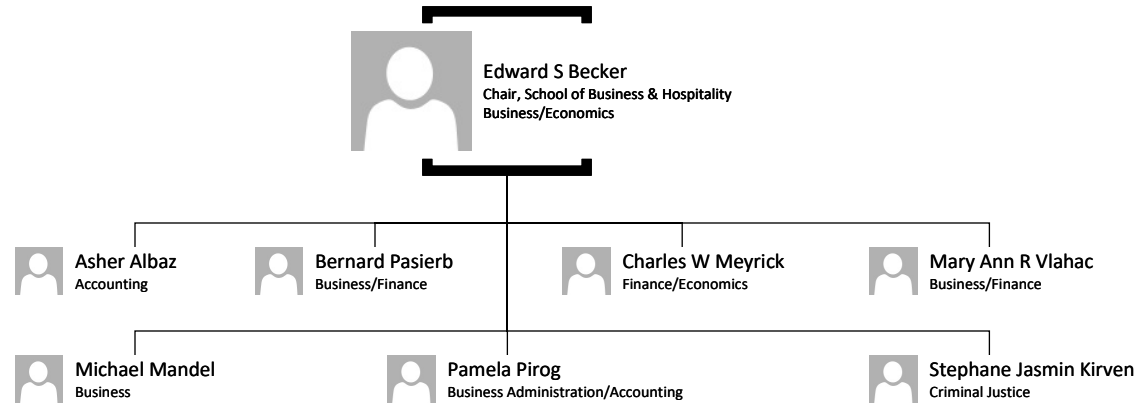 Edward S Becker
Chair, School of Business & Hospitality
Business/Economics
Asher Albaz
Accounting
Bernard Pasierb
Business/Finance
Charles W Meyrick
Finance/Economics
Mary Ann R Vlahac
Business/Finance
Michael Mandel
Business
Pamela Pirog
Business Administration/Accounting
Stephane Jasmin Kirven
Criminal Justice